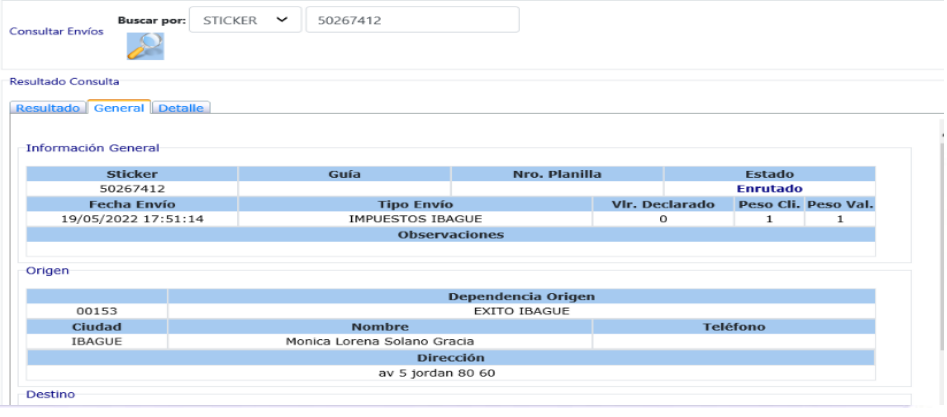 Consultar Envíos
Buscar por: STICKER 50267412
Resultado Consulta
Resultado General Detalle
Información General
Sticker Guía Nro. Planilla Estado
50267412 Enrutado
Fecha Envío Tipo Envío Vlr. Declarado Peso Cli. Peso Val.
19/05/2022 17:51:14 IMPUESTOS IBAGUE 0 1 1
Observaciones
Origen
Dependencia Origen
00153 EXITO IBAGUE
Ciudad Nombre Teléfono
IBAGUE Monica Lorena Solano Gracia
Dirección
av 5 jordan 80 60
Destino